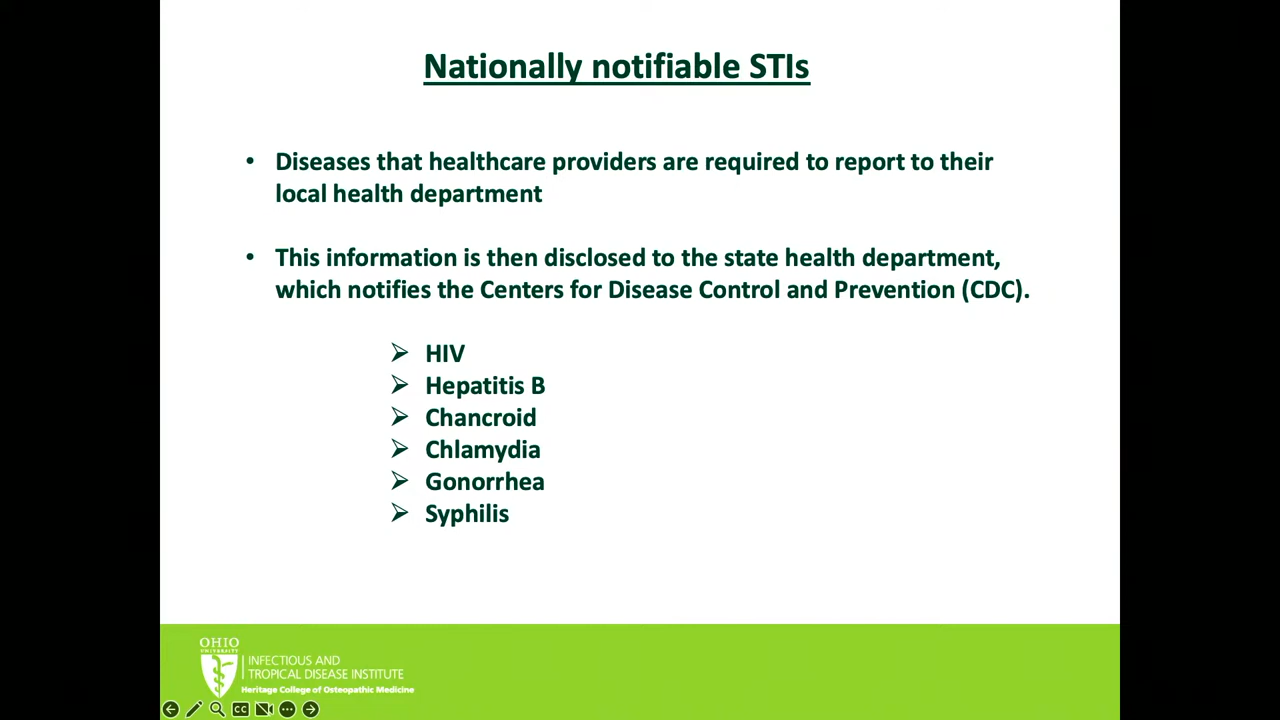 Nationally notifiable STIs
• Diseases that healthcare providers are required to report to their
local health department
• This information is then disclosed to the state health department,
which notifies the Centers for Disease Control and Prevention (CDC).
➢ HIV
➢ Hepatitis B
➢ Chancroid
➢ Chlamydia
➢ Gonorrhea
➢ Syphilis
OHIO
UNIVERSITY
INFECTIOUS AND
TROPICAL DISEASE INSTITUTE
Heritage College of Osteopathic Medicine
CC